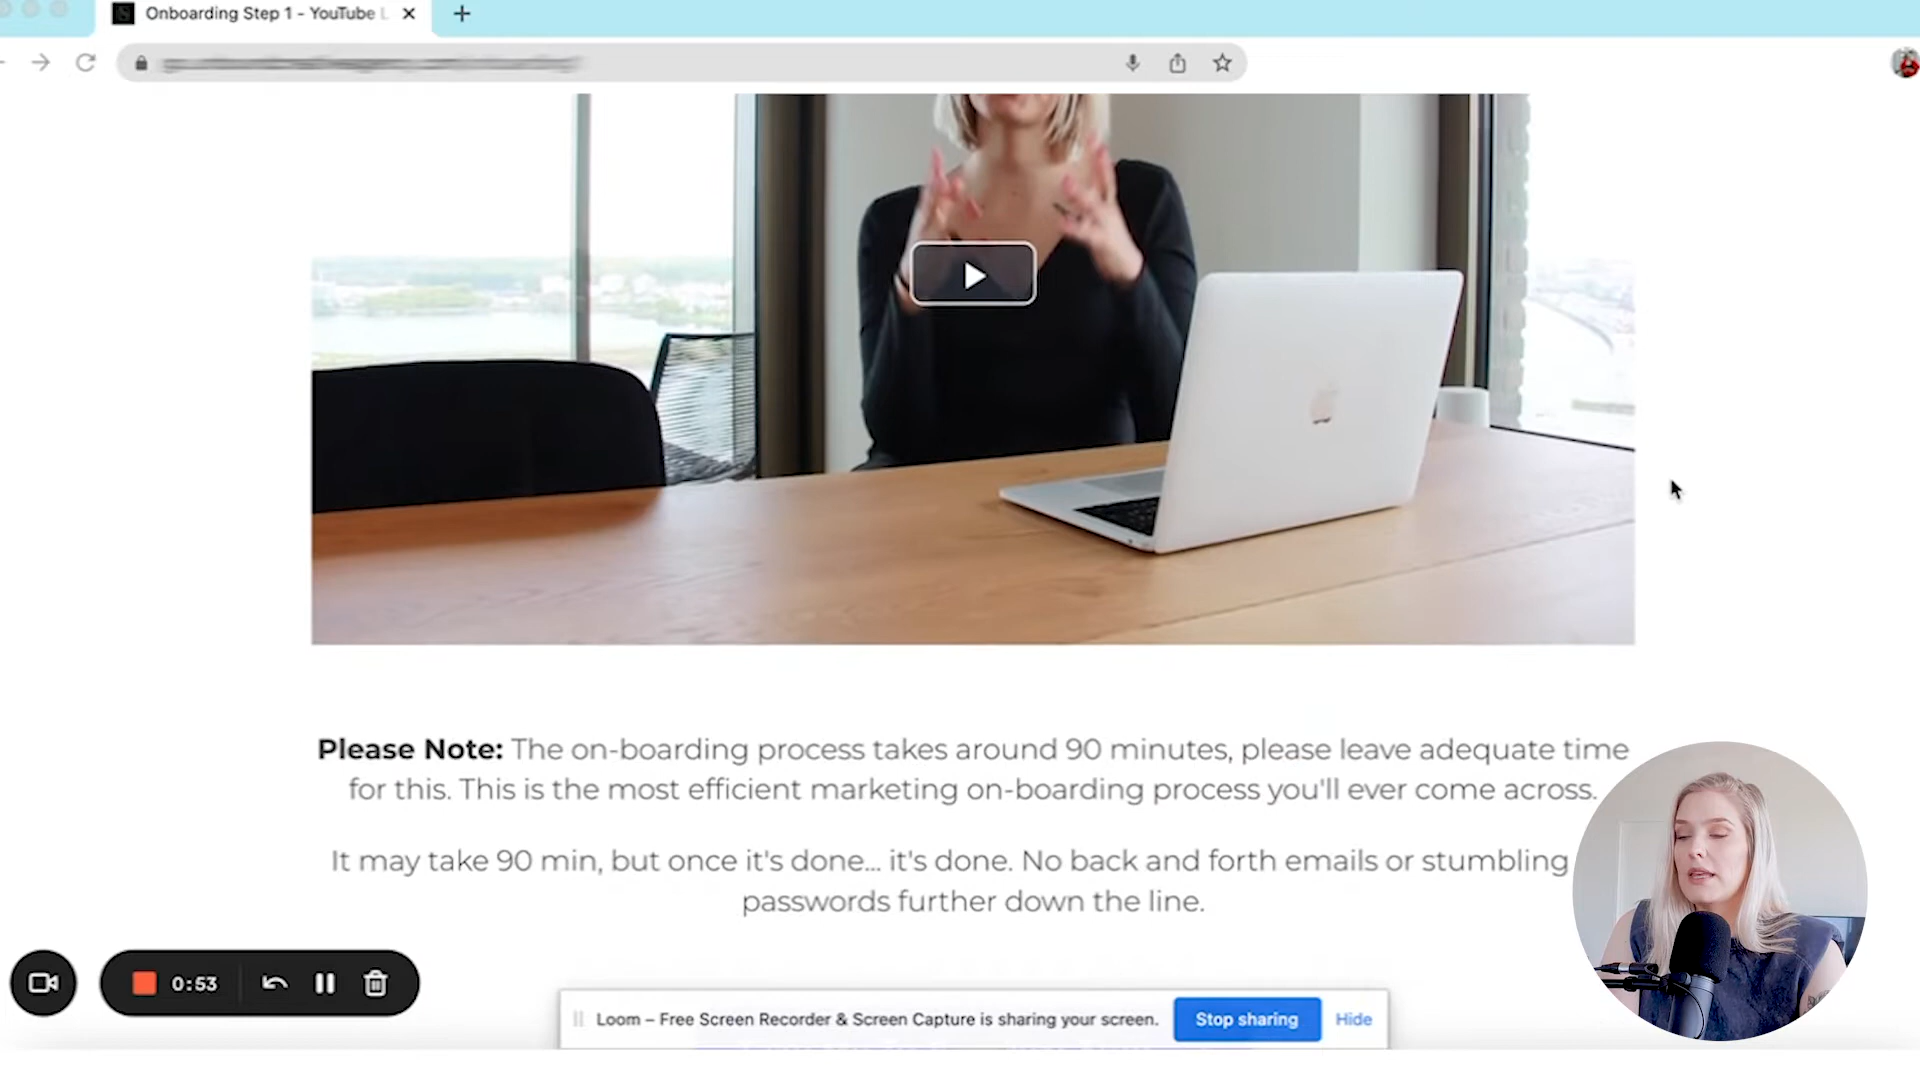 Onboarding Step 1 - YouTube
Please Note: The on-boarding process takes around 90 minutes, please leave adequate time
for this. This is the most efficient marketing on-boarding process you'll ever come across.
It may take 90 min, but once it's done... it's done. No back and forth emails or stumbling
passwords further down the line.
0:53
Loom – Free Screen Recorder & Screen Capture is sharing your screen.
Stop sharing
Hide